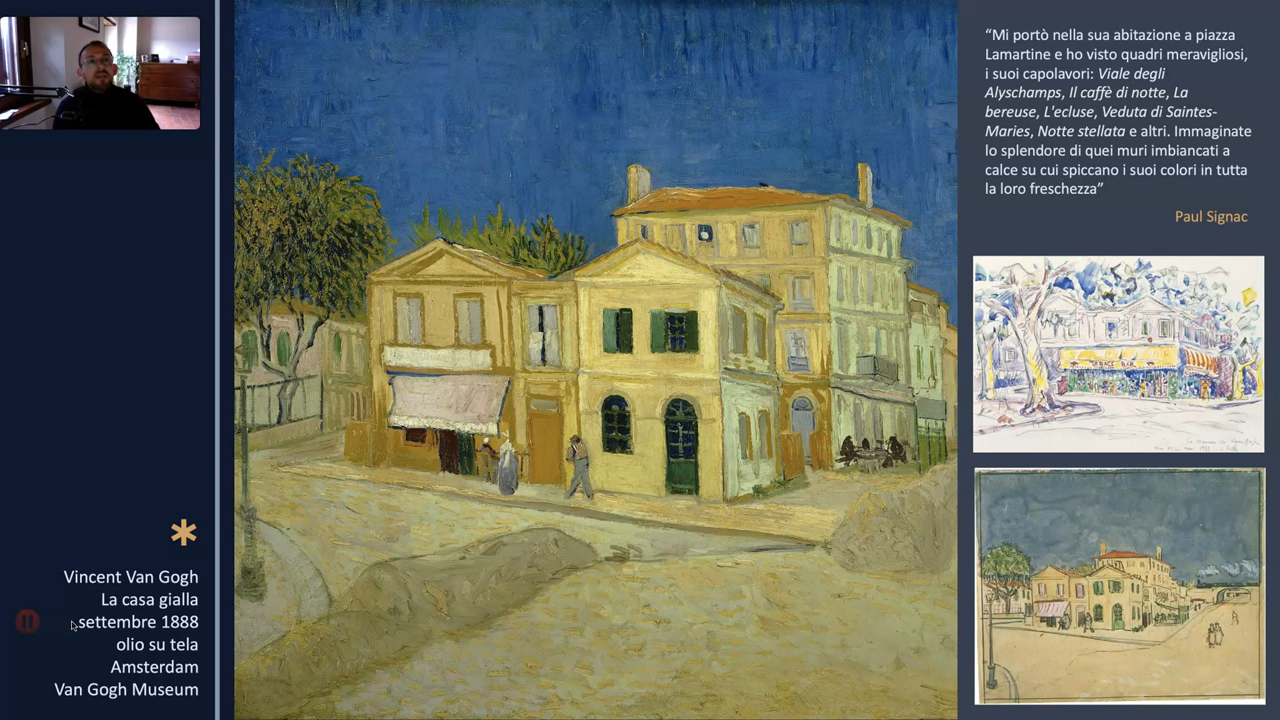 “Mi portò nella sua abitazione a piazza
Lamartine e ho visto quadri meravigliosi,
i suoi capolavori: Viale degli
Alyschamps, Il caffè di notte, La
bereuse, L'ecluse, Veduta di Saintes-
Maries, Notte stellata e altri. Immaginate
lo splendore di quei muri imbiancati a
calce su cui spiccano i suoi colori in tutta
la loro freschezza”
Paul Signac
*
Vincent Van Gogh
La casa gialla
settembre 1888
olio su tela
Amsterdam
Van Gogh Museum